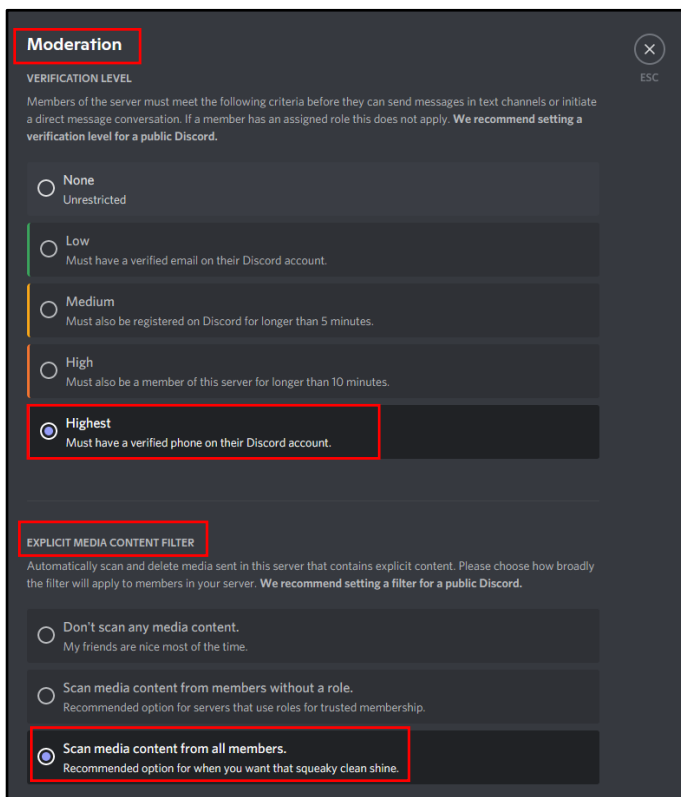 Moderation
ESC
VERIFICATION LEVEL
Members of the server must meet the following criteria before they can send messages in text channels or initiate
a direct message conversation. If a member has an assigned role this does not apply. We recommend setting a
verification level for a public Discord.
None
Unrestricted
Low
Must have a verified email on their Discord account.
Medium
Must also be registered on Discord for longer than 5 minutes.
High
Must also be a member of this server for longer than 10 minutes.
Highest
Must have a verified phone on their Discord account.
EXPLICIT MEDIA CONTENT FILTER
Automatically scan and delete media sent in this server that contains explicit content. Please choose how broadly
the filter will apply to members in your server. We recommend setting a filter for a public Discord.
Don't scan any media content.
My friends are nice most of the time.
Scan media content from members without a role.
Recommended option for servers that use roles for trusted membership.
Scan media content from all members.
Recommended option for when you want that squeaky clean shine.